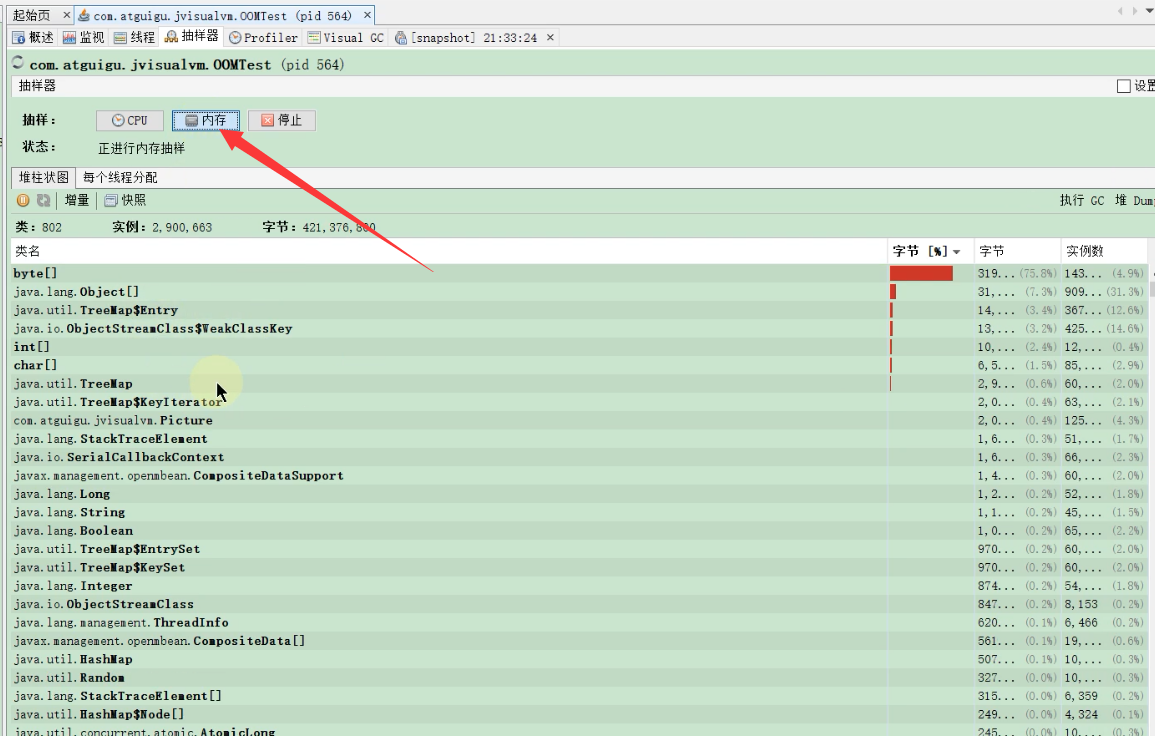 起始页 × com.atguigu.jvisualvm.OOMTest (pid 564) ×
概述 监视 线程 抽样器 Profiler Visual GC [snapshot] 21:33:24 ×
com.atguigu.jvisualvm.OOMTest (pid 564)
抽样器 设置
抽样: CPU 内存 停止
状态: 正进行内存抽样
堆柱状图 每个线程分配
增量 快照 执行 GC 堆 Dum
类: 802 实例: 2,900,663 字节: 421,376,800
类名 字节 [%] 字节 实例数
byte[] 319... (75.8%) 143... (4.9%)
java.lang.Object[] 31,... (7.3%) 909... (31.3%)
java.util.TreeMap$Entry 14,... (3.4%) 367... (12.6%)
java.io.ObjectStreamClass$WeakClassKey 13,... (3.2%) 425... (14.6%)
int[] 10,... (2.4%) 12,... (0.4%)
char[] 6,5... (1.5%) 85,... (2.9%)
java.util.TreeMap 2,9... (0.6%) 60,... (2.0%)
java.util.TreeMap$KeyIterator 2,0... (0.4%) 63,... (2.1%)
com.atguigu.jvisualvm.Picture 2,0... (0.4%) 125... (4.3%)
java.lang.StackTraceElement 1,6... (0.3%) 51,... (1.7%)
java.io.SerialCallbackContext 1,6... (0.3%) 66,... (2.3%)
javax.management.openmbean.CompositeDataSupport 1,4... (0.3%) 60,... (2.0%)
java.lang.Long 1,2... (0.2%) 52,... (1.8%)
java.lang.String 1,1... (0.2%) 45,... (1.5%)
java.lang.Boolean 1,0... (0.2%) 65,... (2.2%)
java.util.TreeMap$EntrySet 970... (0.2%) 60,... (2.0%)
java.util.TreeMap$KeySet 970... (0.2%) 60,... (2.0%)
java.lang.Integer 874... (0.2%) 54,... (1.8%)
java.io.ObjectStreamClass 847... (0.2%) 8,153 (0.2%)
java.lang.management.ThreadInfo 620... (0.1%) 6,466 (0.2%)
javax.management.openmbean.CompositeData[] 561... (0.1%) 19,... (0.6%)
java.util.HashMap 507... (0.1%) 10,... (0.3%)
java.util.Random 327... (0.0%) 10,... (0.3%)
java.lang.StackTraceElement[] 315... (0.0%) 6,359 (0.2%)
java.util.HashMap$Node[] 249... (0.0%) 4,324 (0.1%)
java.util.concurrent.atomic.AtomicLong 245... (0.0%) 10,... (0.3%)